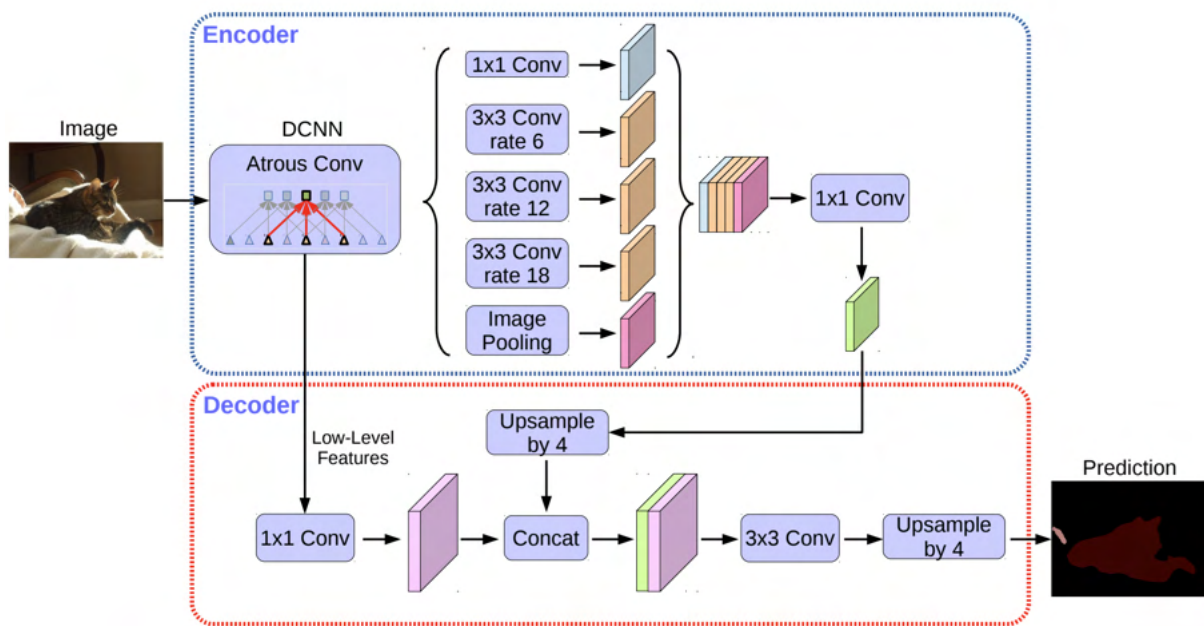 Encoder
Image
DCNN
Atrous Conv
1x1 Conv
3x3 Conv
rate 6
3x3 Conv
rate 12
3x3 Conv
rate 18
Image
Pooling
1x1 Conv
Decoder
Low-Level
Features
Upsample
by 4
1x1 Conv
Concat
3x3 Conv
Upsample
by 4
Prediction